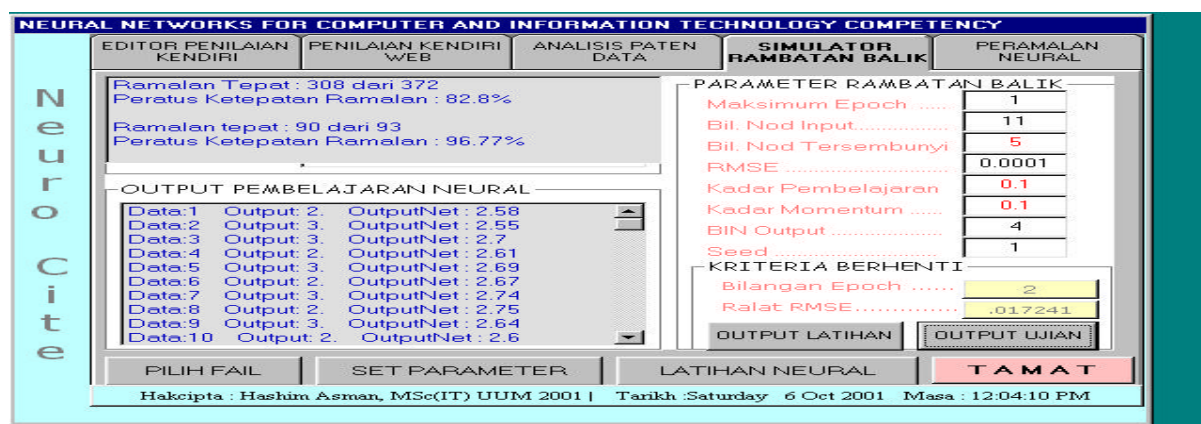 NEURAL NETWORKS FOR COMPUTER AND INFORMATION TECHNOLOGY COMPETENCY
EDITOR PENILAIAN KENDIRI
PENILAIAN KENDIRI WEB
ANALISIS PATEN DATA
SIMULATOR RAMBATAN BALIK
PERAMALAN NEURAL
Neuro Cite
Ramalan Tepat : 308 dari 372
Peratus Ketepatan Ramalan : 82.8%
Ramalan tepat : 90 dari 93
Peratus Ketepatan Ramalan : 96.77%
OUTPUT PEMBELAJARAN NEURAL
Data:1 Output: 2. OutputNet : 2.58
Data:2 Output: 3. OutputNet : 2.55
Data:3 Output: 3. OutputNet : 2.7
Data:4 Output: 2. OutputNet : 2.61
Data:5 Output: 3. OutputNet : 2.69
Data:6 Output: 2. OutputNet : 2.67
Data:7 Output: 3. OutputNet : 2.74
Data:8 Output: 2. OutputNet : 2.75
Data:9 Output: 3. OutputNet : 2.64
Data:10 Output: 2. OutputNet : 2.6
PARAMETER RAMBATAN BALIK
Maksimum Epoch ..... 1
Bil. Nod Input............... 11
Bil. Nod Tersembunyi 5
RMSE ........................ 0.0001
Kadar Pembelajaran 0.1
Kadar Momentum ...... 0.1
BIN Output .................. 4
Seed ........................... 1
KRITERIA BERHENTI
Bilangan Epoch ...... 2
Ralat RMSE.............. .017241
OUTPUT LATIHAN
OUTPUT UJIAN
PILIH FAIL
SET PARAMETER
LATIHAN NEURAL
TAMAT
Hakcipta : Hashim Asman, MSc(IT) UUM 2001 | Tarikh :Saturday 6 Oct 2001 Masa : 12:04:10 PM